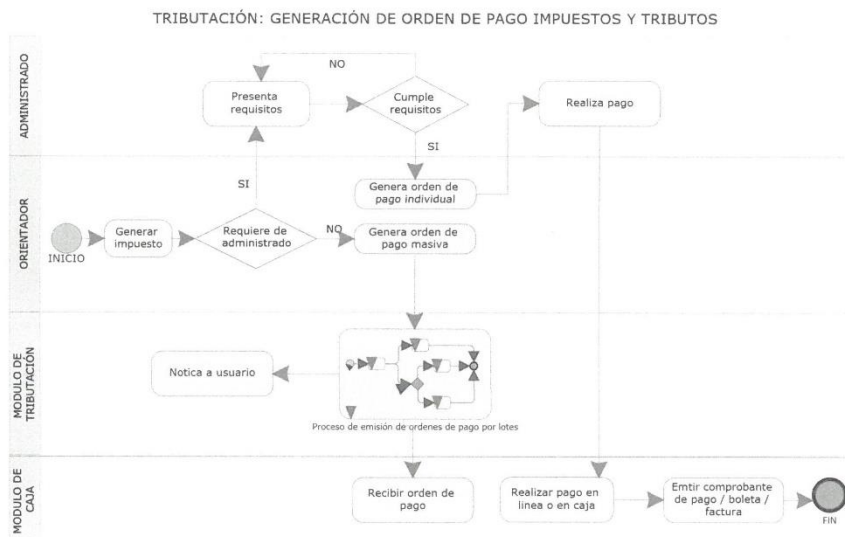 TRIBUTACIÓN: GENERACIÓN DE ORDEN DE PAGO IMPUESTOS Y TRIBUTOS
ADMINISTRADO
NO
Presenta
requisitos
Cumple
requisitos
Realiza pago
SI
SI
ORIENTADOR
Genera orden de
pago individual
INICIO
Generar
impuesto
Requiere de
administrado
NO
Genera orden de
pago masiva
MODULO DE
TRIBUTACIÓN
Notica a usuario
Proceso de emisión de ordenes de pago por lotes
MODULO DE
CAJA
Recibir orden de
pago
Realizar pago en
linea o en caja
Emtir comprobante
de pago / boleta /
factura
FIN